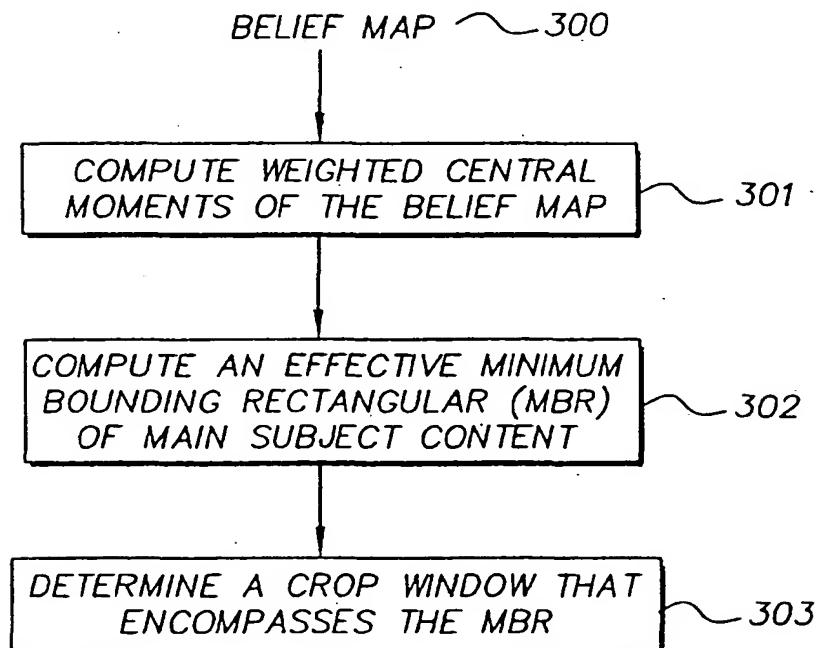 BELIEF MAP 300
COMPUTE WEIGHTED CENTRAL
MOMENTS OF THE BELIEF MAP
301
COMPUTE AN EFFECTIVE MINIMUM
BOUNDING RECTANGULAR (MBR)
OF MAIN SUBJECT CONTENT
302
DETERMINE A CROP WINDOW THAT
ENCOMPASSES THE MBR
303